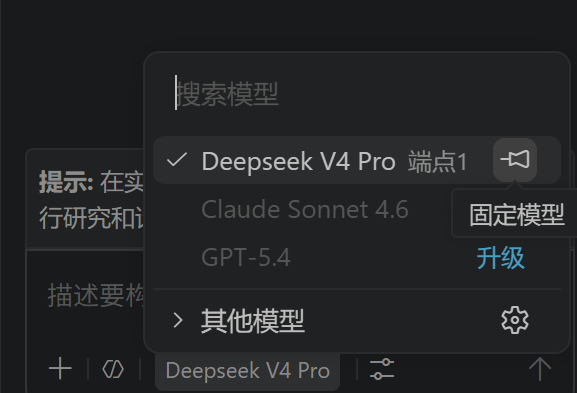 搜索模型
Deepseek V4 Pro 端点1
Claude Sonnet 4.6
固定模型
GPT-5.4 升级
其他模型
提示: 在实
行研究和
描述要构
Deepseek V4 Pro